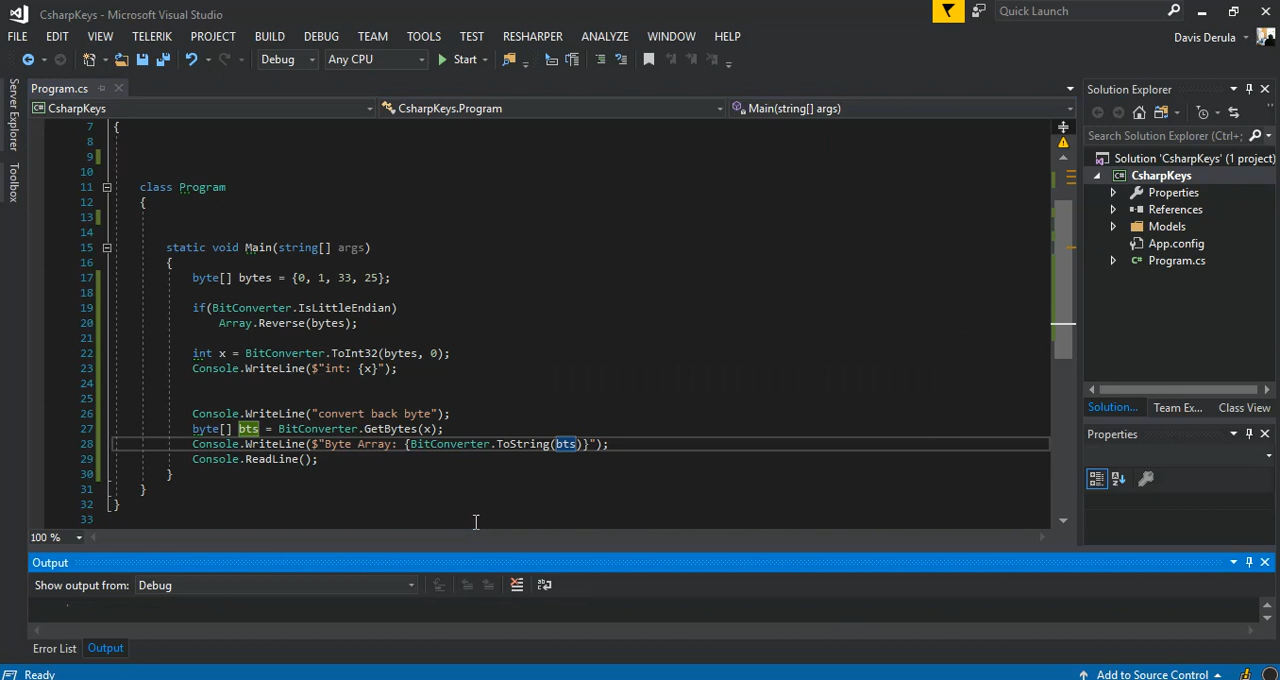 CsharpKeys - Microsoft Visual Studio
Quick Launch
FILE EDIT VIEW TELERIK PROJECT BUILD DEBUG TEAM TOOLS TEST RESHARPER ANALYZE WINDOW HELP
Davis Derula
Debug Any CPU Start
Server Explorer
Toolbox
Program.cs
CsharpKeys CsharpKeys.Program Main(string[] args)
7 {
8
9
10
11 class Program
12 {
13
15 static void Main(string[] args)
16 {
17 byte[] bytes = {0, 1, 33, 25};
18
19 if(BitConverter.IsLittleEndian)
20 Array.Reverse(bytes);
21
22 int x = BitConverter.ToInt32(bytes, 0);
23 Console.WriteLine($"int: {x}");
24
25
26 Console.WriteLine("convert back byte");
27 byte[] bts = BitConverter.GetBytes(x);
28 Console.WriteLine($"Byte Array: {BitConverter.ToString(bts)}");
29 Console.ReadLine();
30 }
31 }
32 }
33
100 %
Solution Explorer
Search Solution Explorer (Ctrl+;
Solution 'CsharpKeys' (1 project)
CsharpKeys
Properties
References
Models
App.config
Program.cs
Solution... Team Ex... Class View
Properties
Output
Show output from: Debug
Error List Output
Ready
Add to Source Control